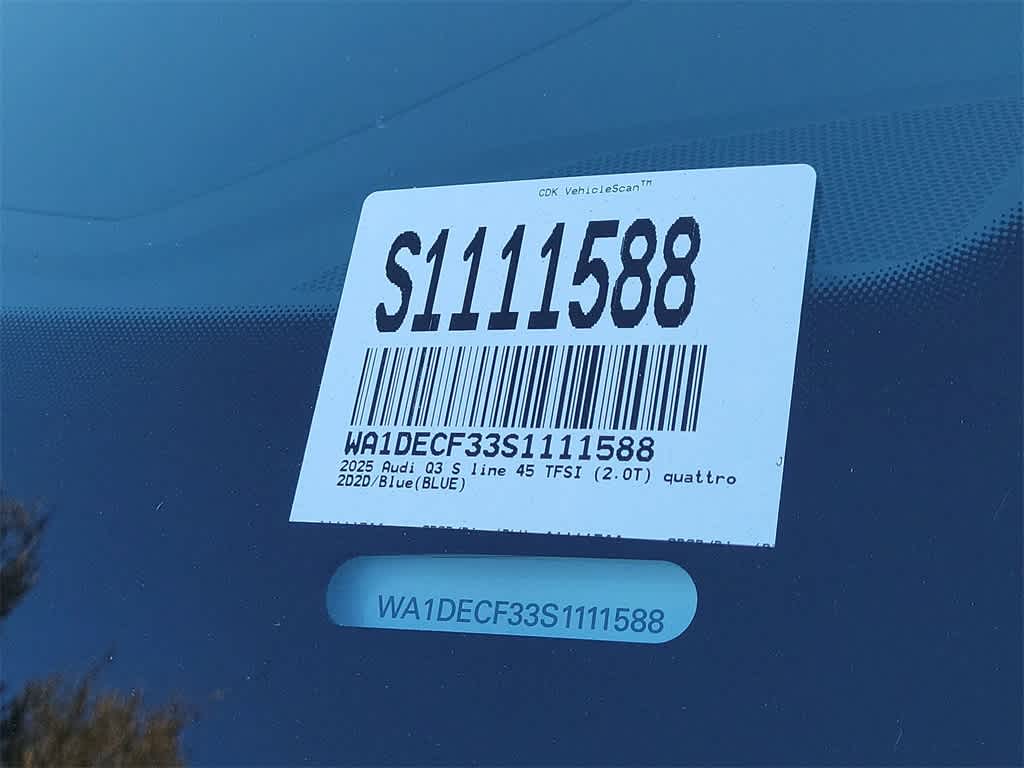 CDK VehicleScan™
S1111588
WA1DECF33S1111588
2025 Audi Q3 S line 45 TFSI (2.0T) quattro
2D2D/Blue(BLUE)
WA1DECF33S1111588